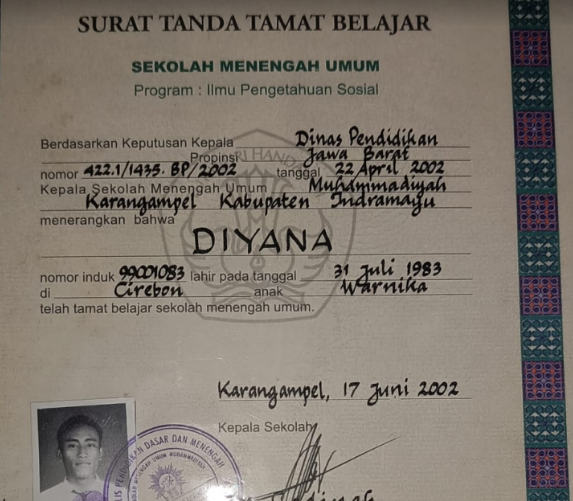 SURAT TANDA TAMAT BELAJAR
SEKOLAH MENENGAH UMUM
Program : Ilmu Pengetahuan Sosial
Berdasarkan Keputusan Kepala Dinas Pendidikan
Propinsi Jawa Barat
nomor 422.1/1435.BP/2002 tanggal 22 April 2002
Kepala Sekolah Menengah Umum Muhammadiyah
Karangampel Kabupaten Indramayu
menerangkan bahwa
DIYANA
nomor induk 99001083 lahir pada tanggal 31 Juli 1983
di Cirebon anak Warnika
telah tamat belajar sekolah menengah umum.
Karangampel, 17 Juni 2002
Kepala Sekolah
PENDIDIKAN DASAR DAN MENENGAH